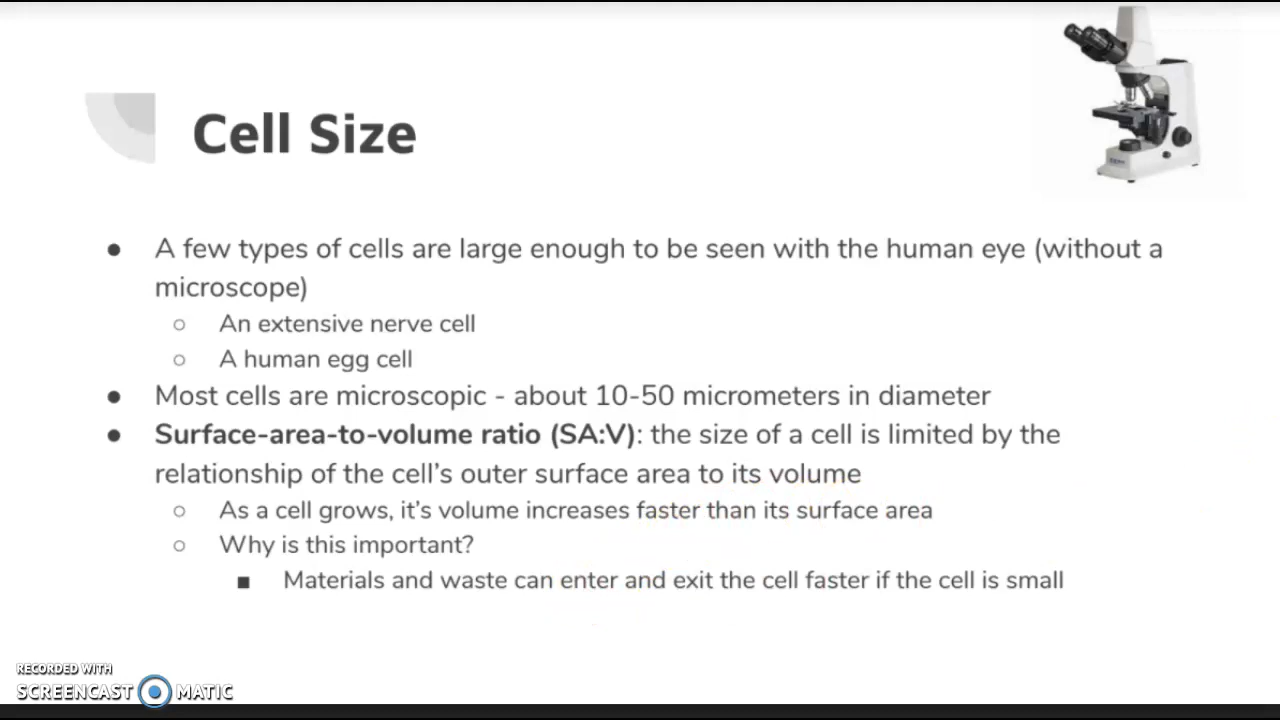 Cell Size
● A few types of cells are large enough to be seen with the human eye (without a
microscope)
○ An extensive nerve cell
○ A human egg cell
● Most cells are microscopic - about 10-50 micrometers in diameter
● Surface-area-to-volume ratio (SA:V): the size of a cell is limited by the
relationship of the cell's outer surface area to its volume
○ As a cell grows, it's volume increases faster than its surface area
○ Why is this important?
■ Materials and waste can enter and exit the cell faster if the cell is small
RECORDED WITH
SCREENCAST MATIC